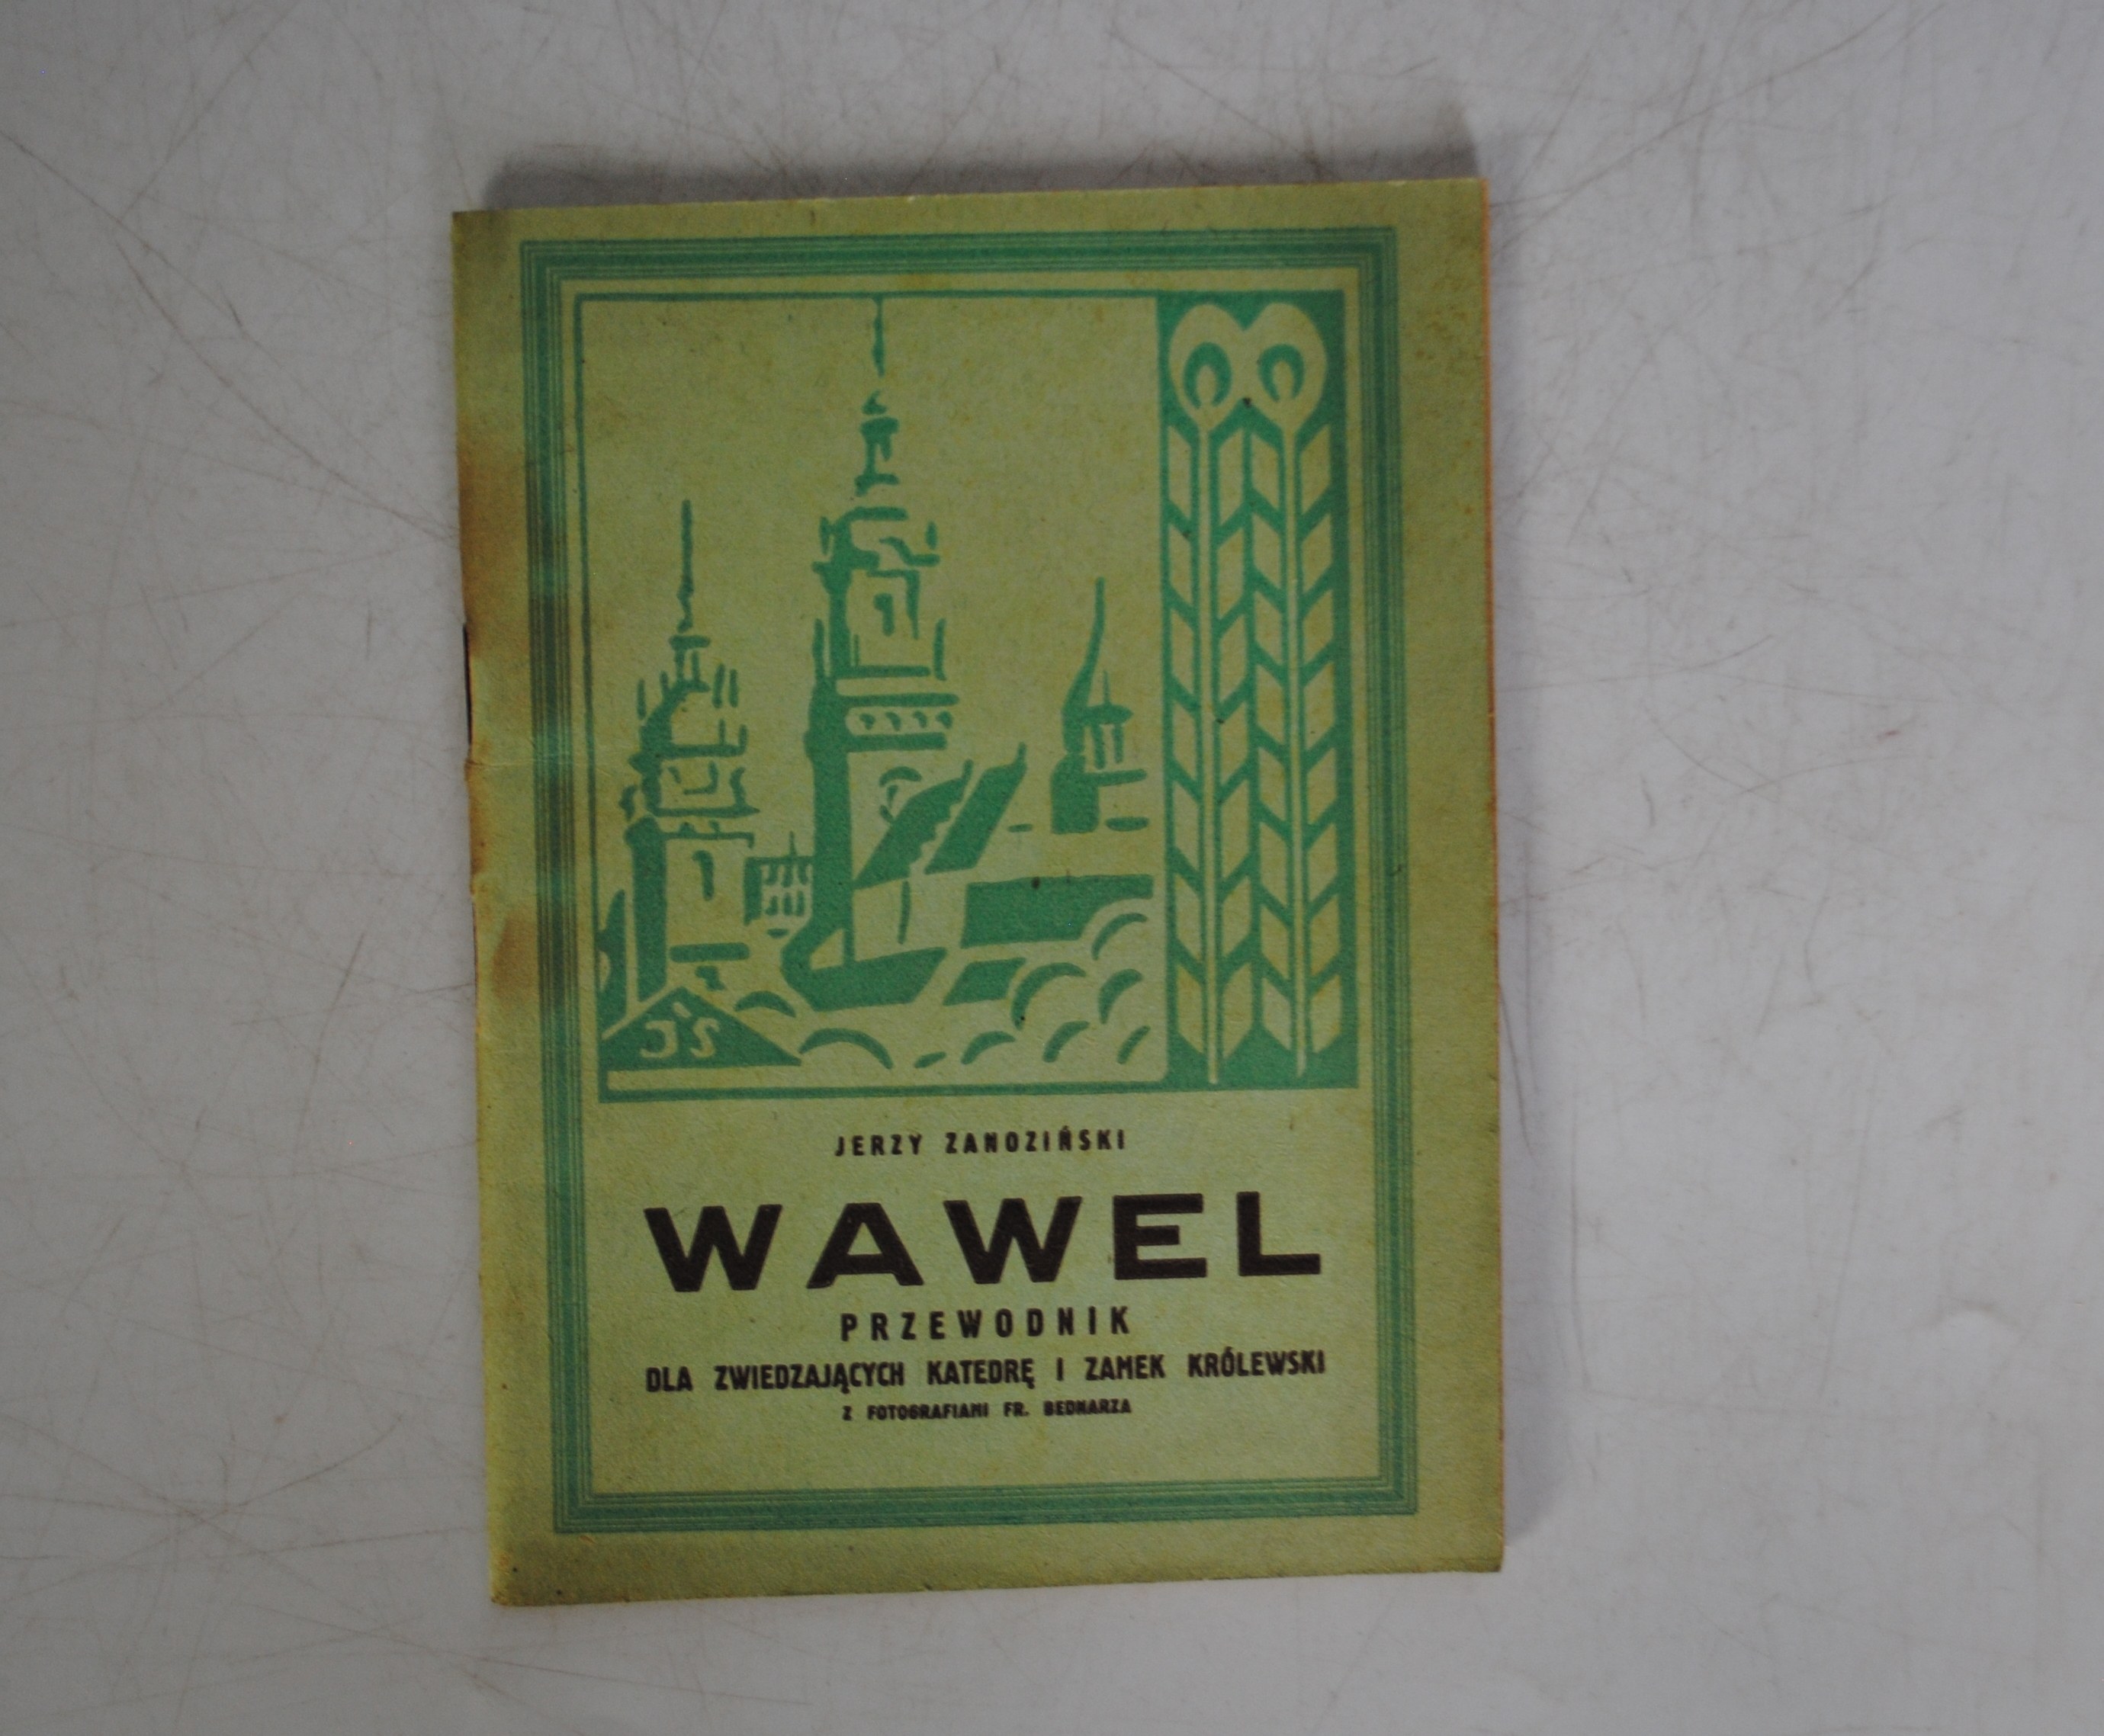 J'S
JERZY ZANOZIŃSKI
WAWEL
PRZEWODNIK
DLA ZWIEDZAJĄCYCH KATEDRĘ I ZAMEK KRÓLEWSKI
Z FOTOGRAFIAMI FR. BEDNARZA